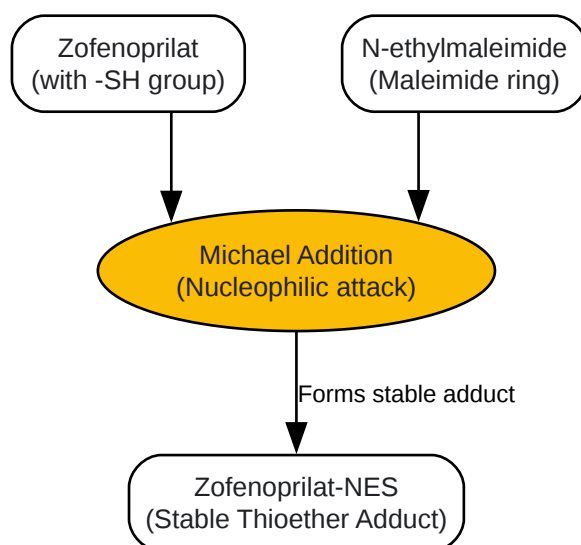 Zofenoprilat
(with -SH group)
N-ethylmaleimide
(Maleimide ring)
Michael Addition
(Nucleophilic attack)
Forms stable adduct
Zofenoprilat-NES
(Stable Thioether Adduct)